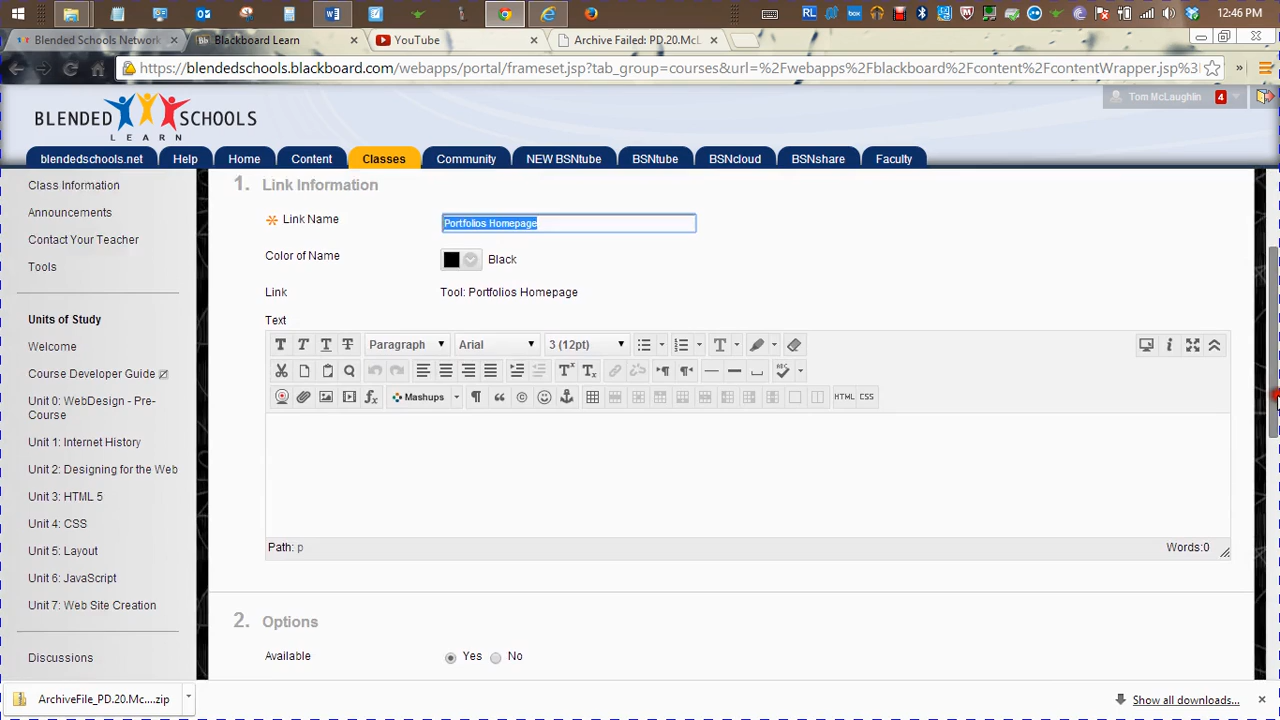 12:46 PM
Blended Schools Network
Blackboard Learn
YouTube
Archive Failed: PD.20.McL
https://blendedschools.blackboard.com/webapps/portal/frameset.jsp?tab_group=courses&url=%2Fwebapps%2Fblackboard%2Fcontent%2FcontentWrapper.jsp%3
BLENDED SCHOOLS
LEARN
Tom McLaughlin 4
blendedschools.net Help Home Content Classes Community NEW BSNtube BSNtube BSNcloud BSNshare Faculty
Class Information
Announcements
Contact Your Teacher
Tools
Units of Study
Welcome
Course Developer Guide
Unit 0: WebDesign - Pre-
Course
Unit 1: Internet History
Unit 2: Designing for the Web
Unit 3: HTML 5
Unit 4: CSS
Unit 5: Layout
Unit 6: JavaScript
Unit 7: Web Site Creation
Discussions
1. Link Information
Link Name Portfolios Homepage
Color of Name Black
Link Tool: Portfolios Homepage
Text
T T T T Paragraph Arial 3 (12pt) T
Mashups HTML CSS
Path: p Words:0
2. Options
Available Yes No
ArchiveFile_PD.20.Mc....zip
Show all downloads...